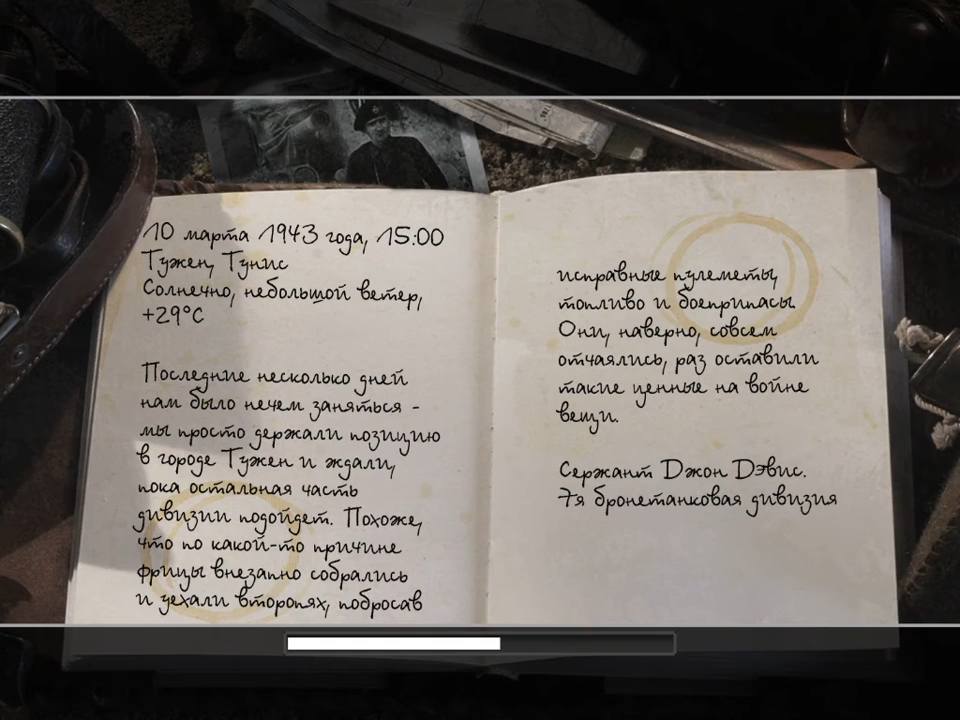 10 марта 1943 года, 15:00
Тужен, Тунис
Солнечно, небольшой ветер,
+29°C
Последние несколько дней
нам было нечем заняться -
мы просто держали позицию
в городе Тужен и ждали,
пока остальная часть
дивизии подойдет. Похоже,
что по какой-то причине
фрицы внезапно собрались
и уехали второпях, побросав
исправные пулеметы,
топливо и боеприпасы.
Они, наверно, совсем
отчаялись, раз оставили
такие ценные на войне
вещи.
Сержант Джон Дэвис.
7я бронетанковая дивизия